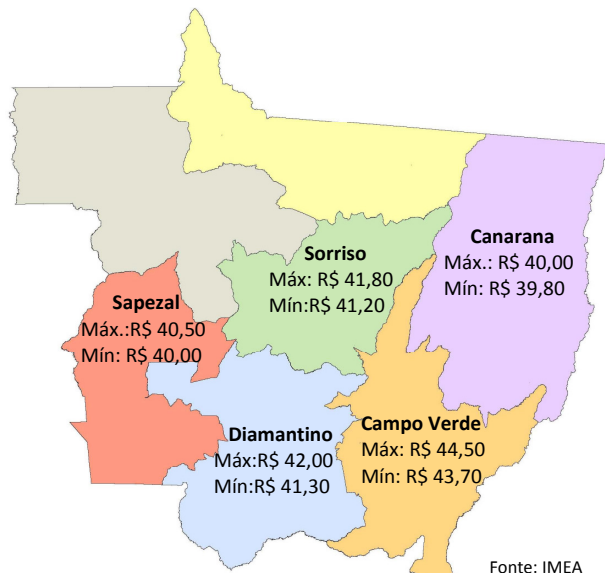 Sorriso
Máx: R$ 41,80
Mín:R$ 41,20
Canarana
Máx.: R$ 40,00
Mín: R$ 39,80
Sapezal
Máx.:R$ 40,50
Mín: R$ 40,00
Diamantino
Máx:R$ 42,00
Mín:R$ 41,30
Campo Verde
Máx: R$ 44,50
Mín: R$ 43,70
Fonte: IMEA